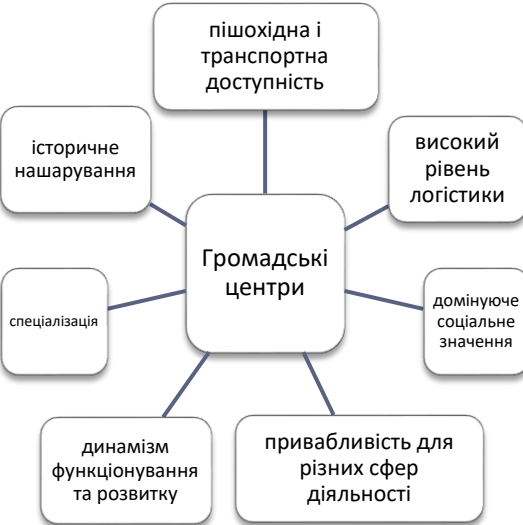 пішохідна і
транспортна
доступність
історичне
нашарування
високий
рівень
логістики
Громадські
центри
спеціалізація
домінуюче
соціальне
значення
динамізм
функціонування
та розвитку
привабливість для
різних сфер
діяльності